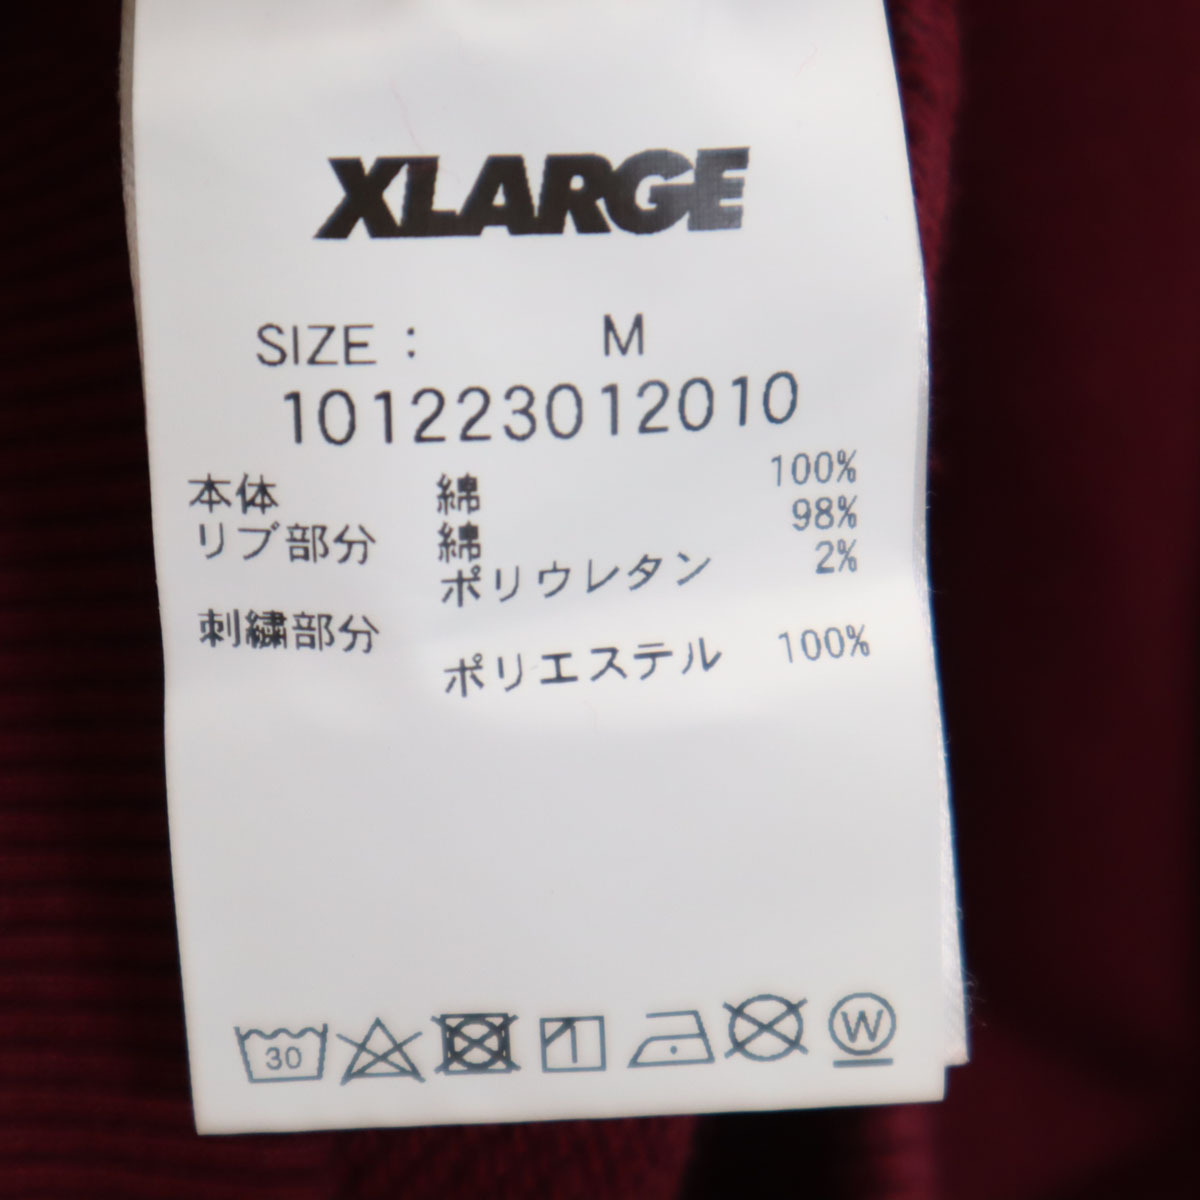 XLARGE
SIZE : M
101223012010
本体 綿 100%
リブ部分 綿 98%
ポリウレタン 2%
刺繍部分
ポリエステル 100%
30 W